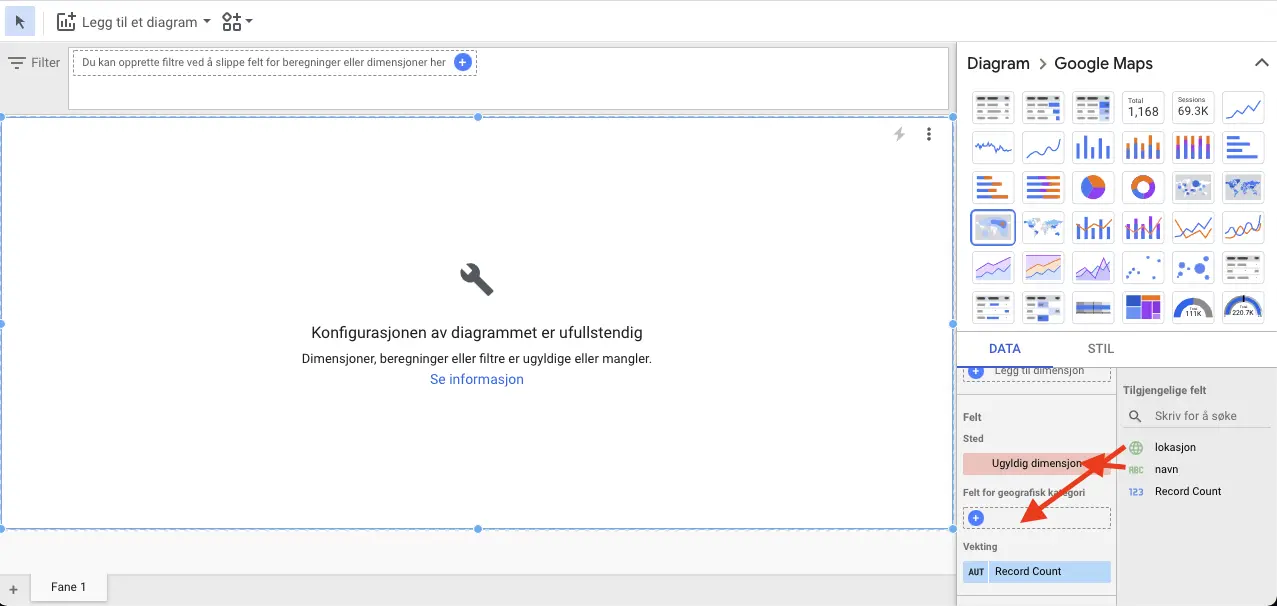 Legg til et diagram
Filter
Du kan opprette filtre ved å slippe felt for beregninger eller dimensjoner her
Konfigurasjonen av diagrammet er ufullstendig
Dimensjoner, beregninger eller filtre er ugyldige eller mangler.
Se informasjon
Fane 1
Diagram > Google Maps
Total
1,168
Sessions
69.3K
111K
220.7K
DATA
STIL
Legg til dimensjon
Felt
Sted
Ugyldig dimensjon
Felt for geografisk kategori
Vekting
AUT Record Count
Tilgjengelige felt
Skriv for å søke
lokasjon
ABC navn
123 Record Count